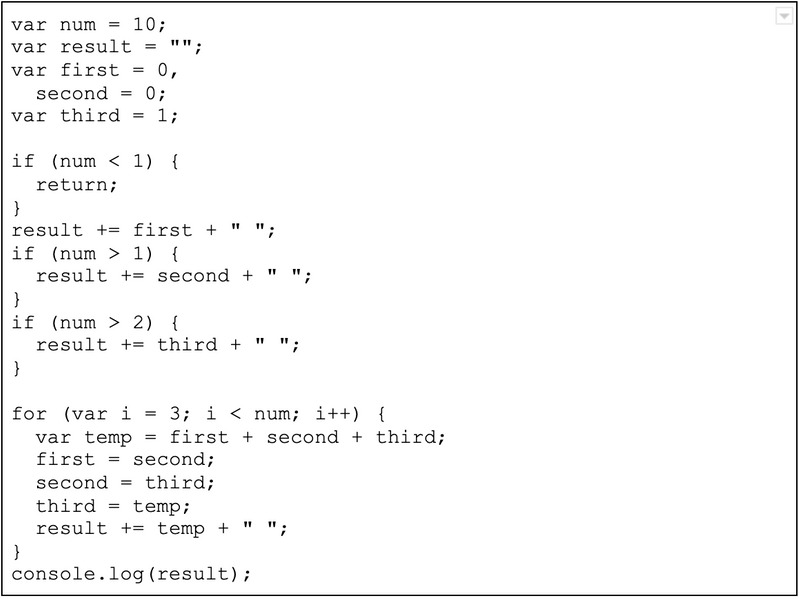 var num = 10;
var result = "";
var first = 0,
  second = 0;
var third = 1;

if (num < 1) {
  return;
}
result += first + " ";
if (num > 1) {
  result += second + " ";
}
if (num > 2) {
  result += third + " ";
}

for (var i = 3; i < num; i++) {
  var temp = first + second + third;
  first = second;
  second = third;
  third = temp;
  result += temp + " ";
}
console.log(result);